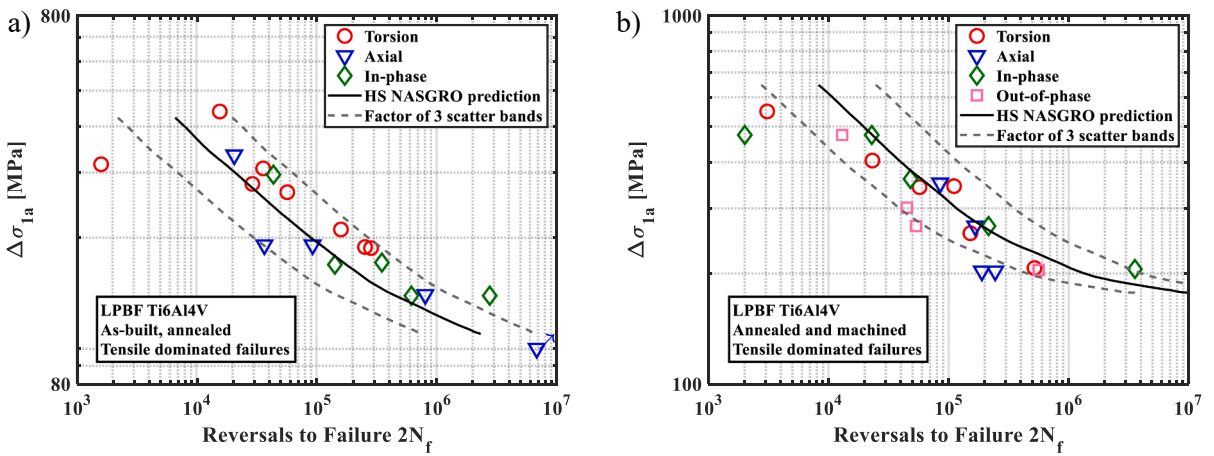 a)
800
80
Δσ1a [MPa]
Torsion
Axial
In-phase
HS NASGRO prediction
Factor of 3 scatter bands
LPBF Ti6Al4V
As-built, annealed
Tensile dominated failures
10^3 10^4 10^5 10^6 10^7
Reversals to Failure 2N_f
b)
1000
100
Δσ1a [MPa]
Torsion
Axial
In-phase
Out-of-phase
HS NASGRO prediction
Factor of 3 scatter bands
LPBF Ti6Al4V
Annealed and machined
Tensile dominated failures
10^3 10^4 10^5 10^6 10^7
Reversals to Failure 2N_f